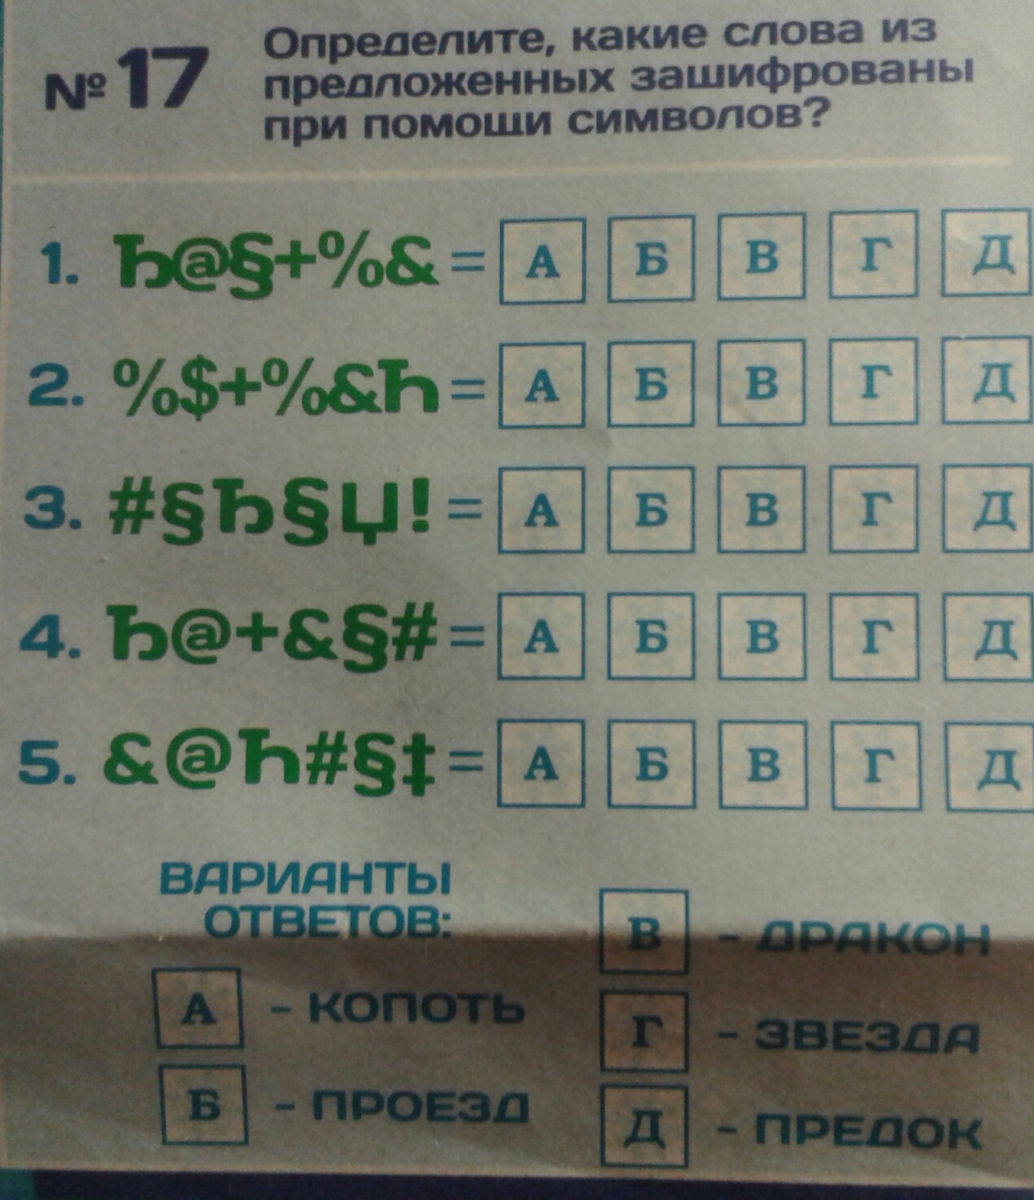 №17
Определите, какие слова из
предложенных зашифрованы
при помощи символов?
1. Ђ@§+%& = А Б В Г Д
2. %$+%&Ћ = А Б В Г Д
3. #§Ђ§Џ! = А Б В Г Д
4. Ђ@+&§# = А Б В Г Д
5. &@Ћ#§‡ = А Б В Г Д
ВАРИАНТЫ
ОТВЕТОВ:
А - КОПОТЬ
Б - ПРОЕЗД
В - ДРАКОН
Г - ЗВЕЗДА
Д - ПРЕДОК